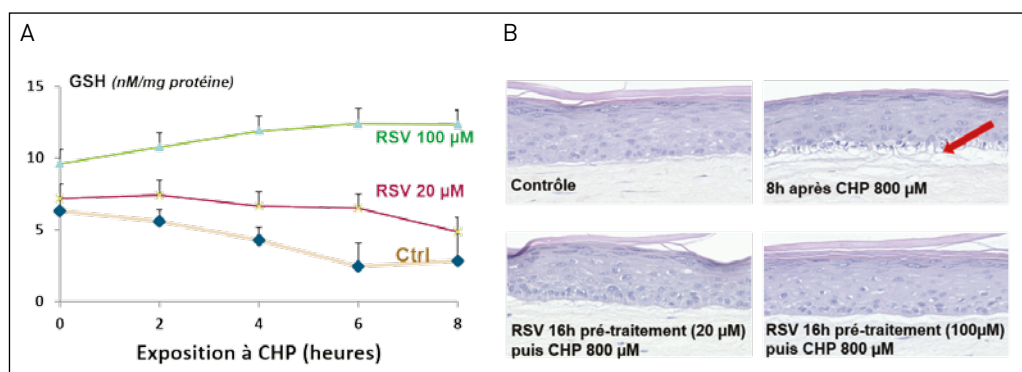 A
GSH (nM/mg protéine)
15
10
5
0
RSV 100 µM
RSV 20 µM
Ctrl
0 2 4 6 8
Exposition à CHP (heures)
B
Contrôle
8h après CHP 800 µM
RSV 16h pré-traitement (20 µM)
puis CHP 800 µM
RSV 16h pré-traitement (100µM)
puis CHP 800 µM